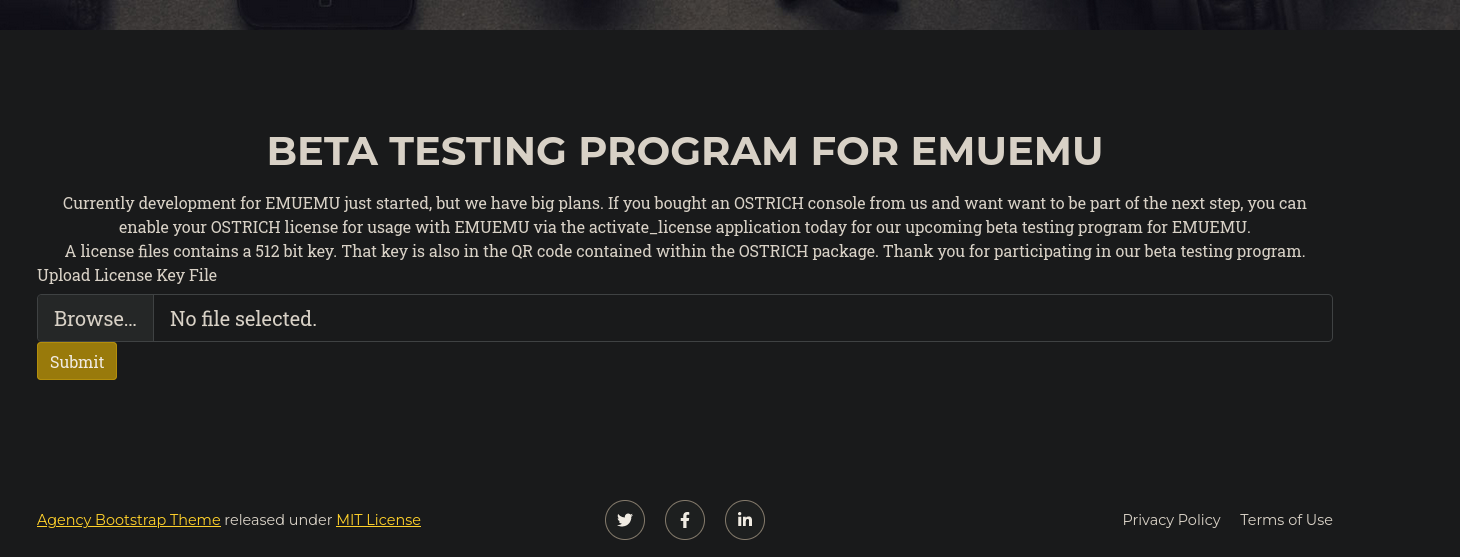 BETA TESTING PROGRAM FOR EMUEMU
Currently development for EMUEMU just started, but we have big plans. If you bought an OSTRICH console from us and want want to be part of the next step, you can
enable your OSTRICH license for usage with EMUEMU via the activate_license application today for our upcoming beta testing program for EMUEMU.
A license files contains a 512 bit key. That key is also in the QR code contained within the OSTRICH package. Thank you for participating in our beta testing program.
Upload License Key File
Browse... No file selected.
Submit
Agency Bootstrap Theme released under MIT License
Privacy Policy Terms of Use